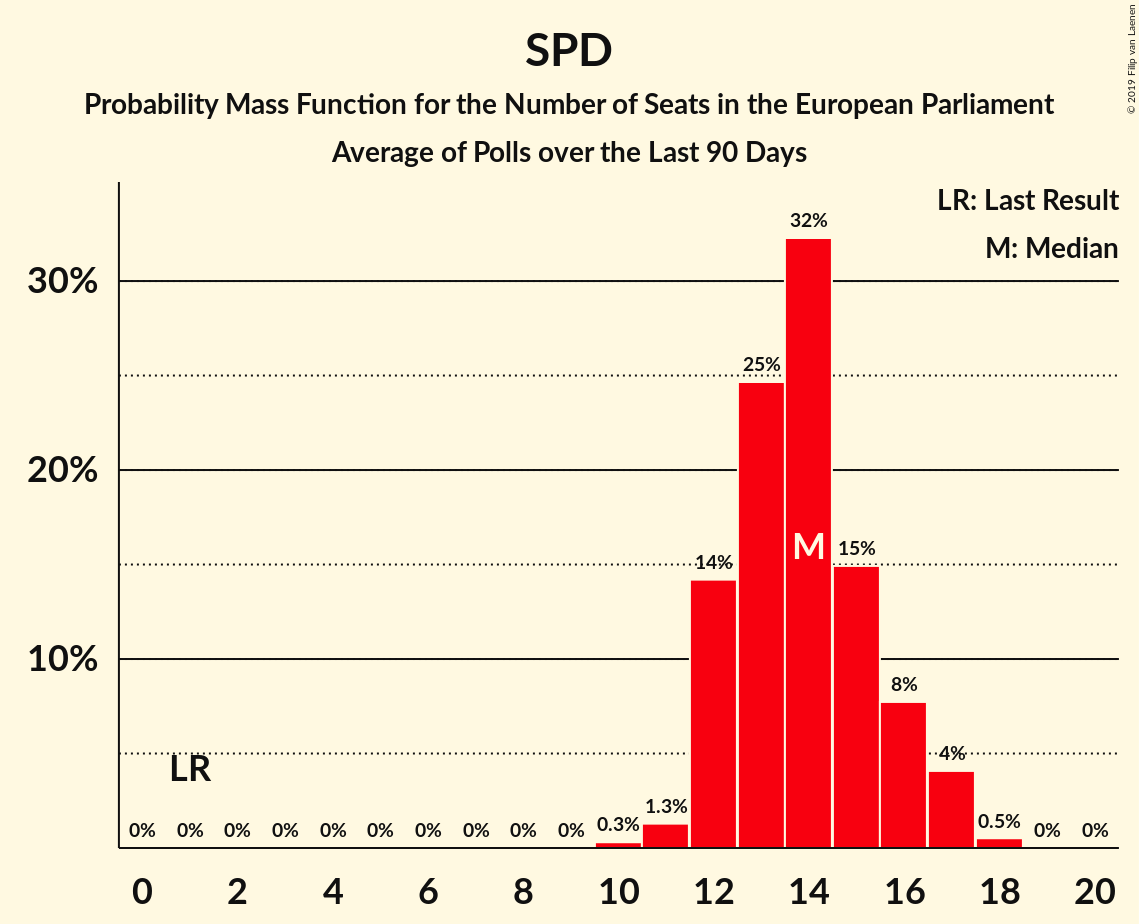 SPD
Probability Mass Function for the Number of Seats in the European Parliament
Average of Polls over the Last 90 Days
© 2019 Filip van Laenen
LR: Last Result
M: Median
30%
20%
10%
32%
25%
M
15%
14%
8%
4%
LR
0% 0% 0% 0% 0% 0% 0% 0% 0% 0% 0.3% 1.3% 0.5% 0% 0%
0 2 4 6 8 10 12 14 16 18 20